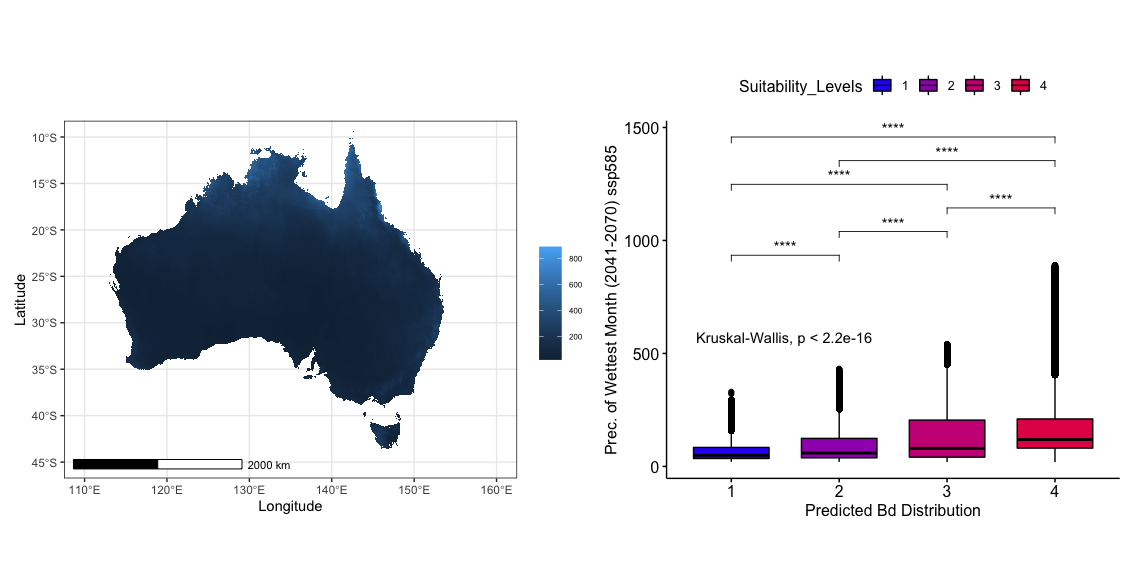 10°S
15°S
20°S
25°S
30°S
35°S
40°S
45°S
Latitude
2000 km
110°E 120°E 130°E 140°E 150°E 160°E
Longitude
800
600
400
200
Suitability_Levels 1 2 3 4
Prec. of Wettest Month (2041-2070) ssp585
1500
1000
500
0
****
****
****
****
****
****
Kruskal-Wallis, p < 2.2e-16
1 2 3 4
Predicted Bd Distribution